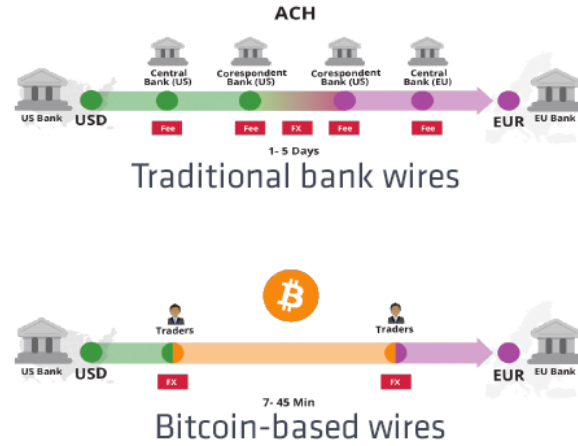 ACH
Central Bank (US)
Corespondent Bank (US)
Corespondent Bank (US)
Central Bank (EU)
US Bank
USD
EUR
EU Bank
Fee
Fee
FX
Fee
Fee
1- 5 Days
Traditional bank wires
Traders
Traders
US Bank
USD
EUR
EU Bank
FX
FX
7- 45 Min
Bitcoin-based wires